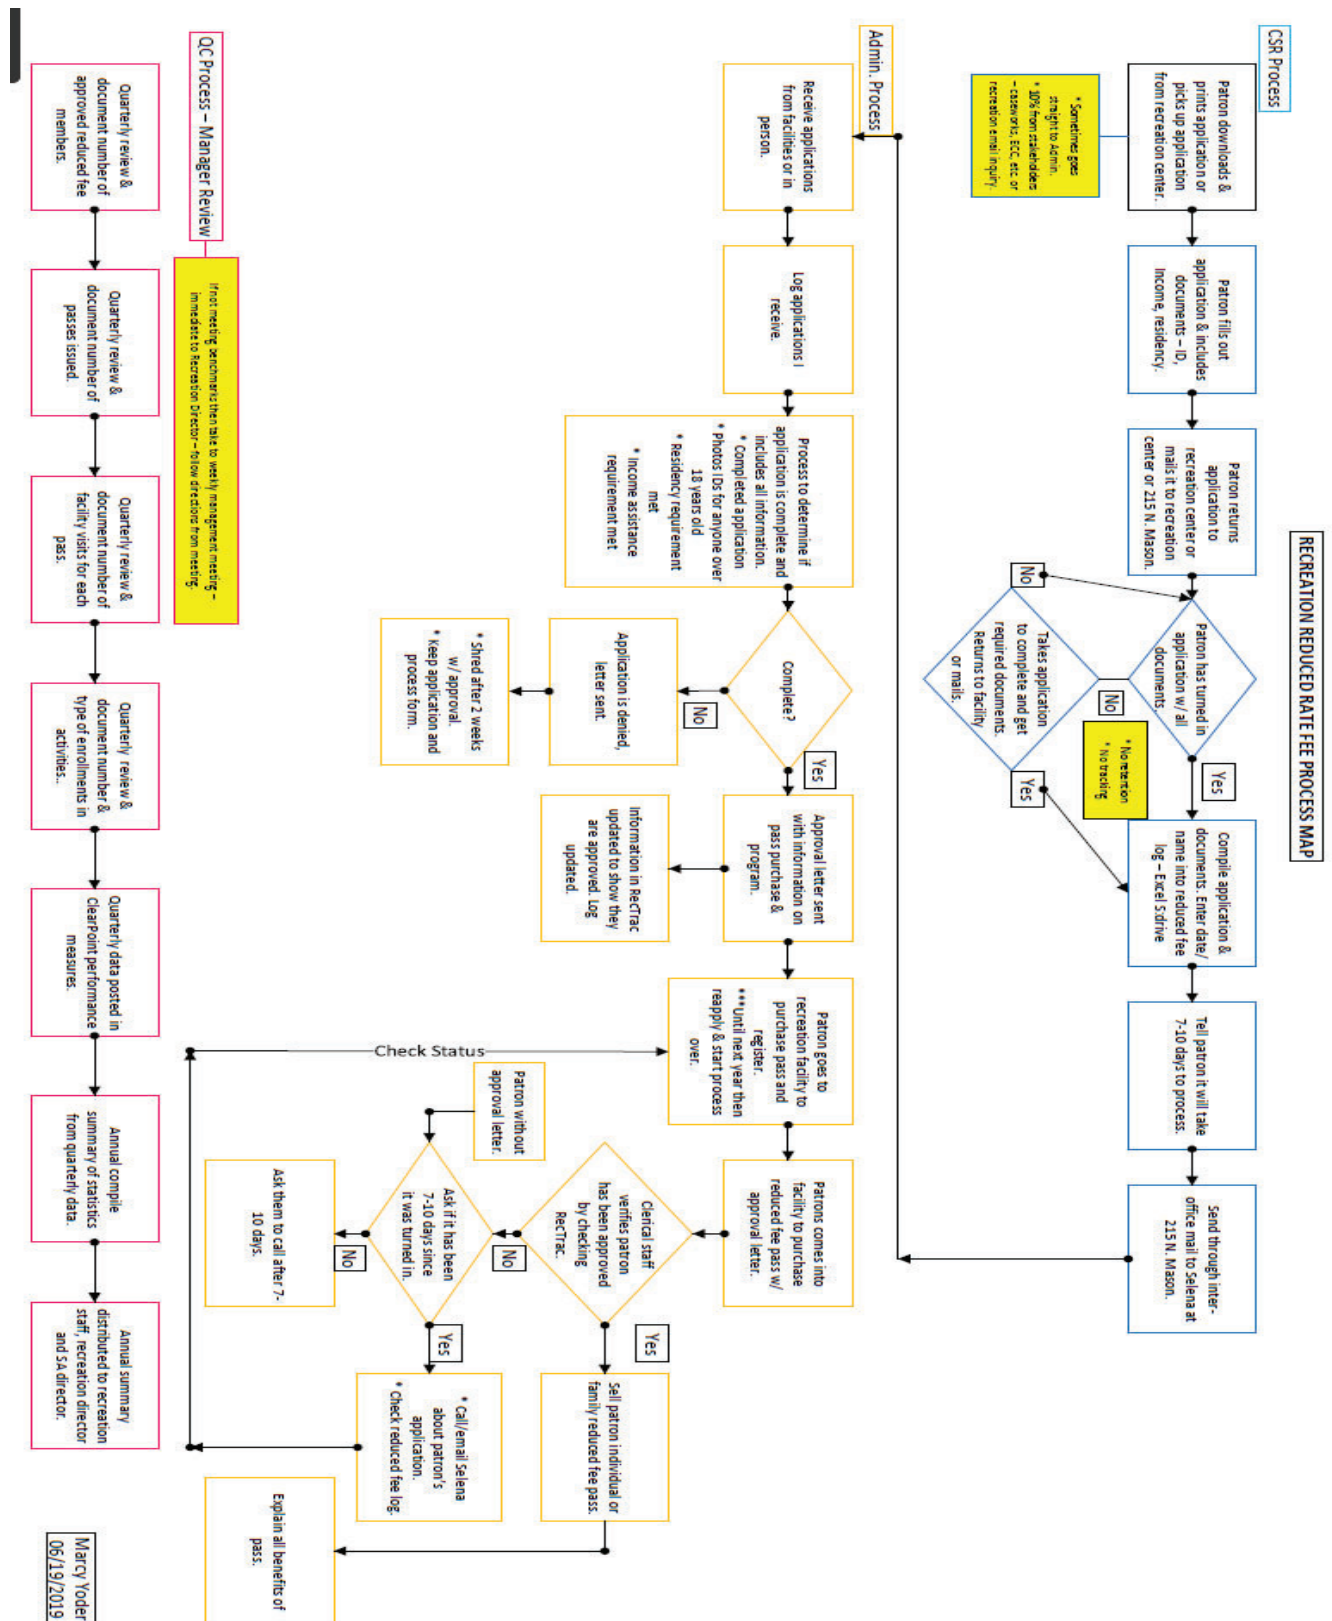 RECREATION REDUCED RATE FEE PROCESS MAP
CSR Process
Patron downloads &
prints application or
picks up application
from recreation center.
* Sometimes goes
straight to Admin.
* 10% from stakeholders
– caseworks, ECC, etc. or
recreation email inquiry.
Patron fills out
application & includes
documents – ID,
Income, residency.
Patron returns
application to
recreation center or
mails it to recreation
center or 215 N. Mason.
Patron has turned in
application w/ all
documents
Yes
No
* No retention
* No tracking
Takes application
to complete and get
required documents.
Returns to facility
or mails.
No
Yes
Compile application &
documents. Enter date/
name into reduced fee
log – Excel S:drive
Tell patron it will take
7-10 days to process.
Send through inter-
office mail to Selena at
215 N. Mason.
Admin. Process
Receive applications
from facilities or in
person.
Log applications I
receive.
Process to determine if
application is complete and
includes all information.
* Completed application
* Photos IDs for anyone over
18 years old
* Residency requirement
met
* Income assistance
requirement met
Complete?
Yes
No
Application is denied,
letter sent.
* Shred after 2 weeks
w/ approval.
* Keep application and
process form.
Approval letter sent
with information on
pass purchase &
program.
Information in RecTrac
updated to show they
are approved. Log
updated.
Patron goes to
recreation facility to
purchase pass and
register.
***Until next year then
reapply & start process
over.
Patrons comes into
facility to purchase
reduced fee pass w/
approval letter.
Clerical staff
verifies patron
has been approved
by checking
RecTrac.
Yes
No
Sell patron individual or
family reduced fee pass.
Explain all benefits of
pass.
Patron without
approval letter.
Ask if it has been
7-10 days since
it was turned in.
No
Yes
Ask them to call after 7-
10 days.
* Call/email Selena
about patron's
application.
* Check reduced fee log.
Check Status
QC Process – Manager Review
If not meeting benchmarks then take to weekly management meeting –
immediate to Recreation Director – follow directions from meeting.
Quarterly review &
document number of
approved reduced fee
members.
Quarterly review &
document number of
passes issued.
Quarterly review &
document number of
facility visits for each
pass.
Quarterly review &
document number &
type of enrollments in
activities..
Quarterly data posted in
ClearPoint performance
measures.
Annual compile
summary of statistics
from quarterly data.
Annual summary
distributed to recreation
staff, recreation director
and SA director.
Marcy Yoder
06/19/2019